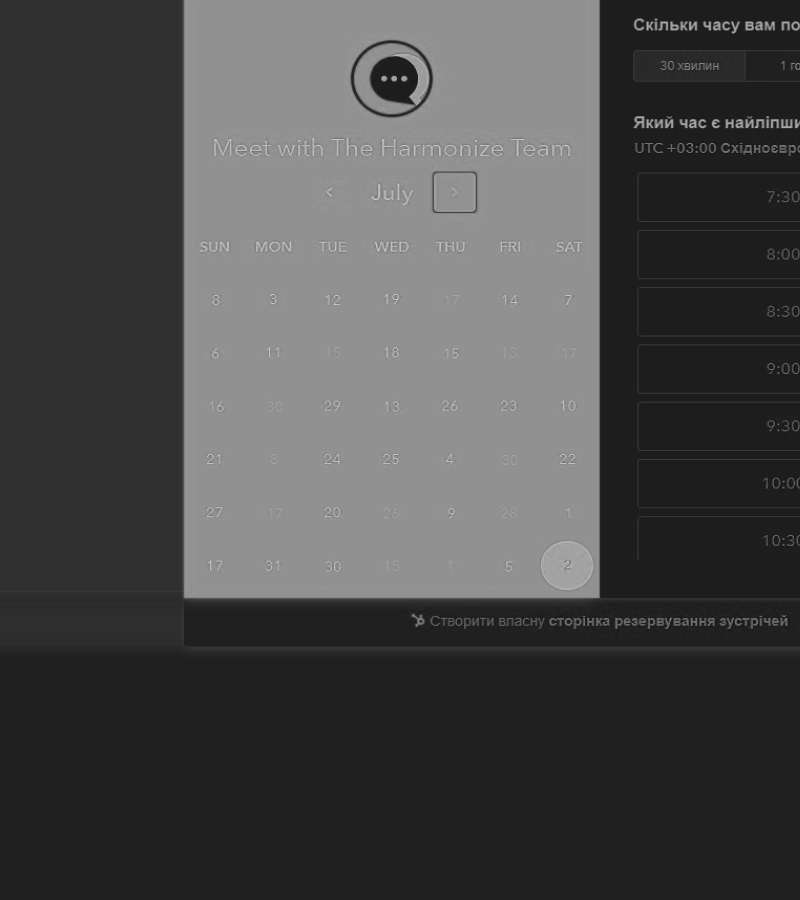 Meet with The Harmonize Team
July
SUN MON TUE WED THU FRI SAT
8 3 12 19 17 14 7
6 11 15 18 15 13 17
16 30 29 13 26 23 10
21 8 24 25 4 30 22
27 17 20 26 9 28 1
17 31 30 15 1 5 2
Скільки часу вам
30 хвилин 1
Який час є
UTC +03:00
7:30
8:00
8:30
9:00
9:30
10:00
10:30
Створити власну сторінка резервування зустрічей